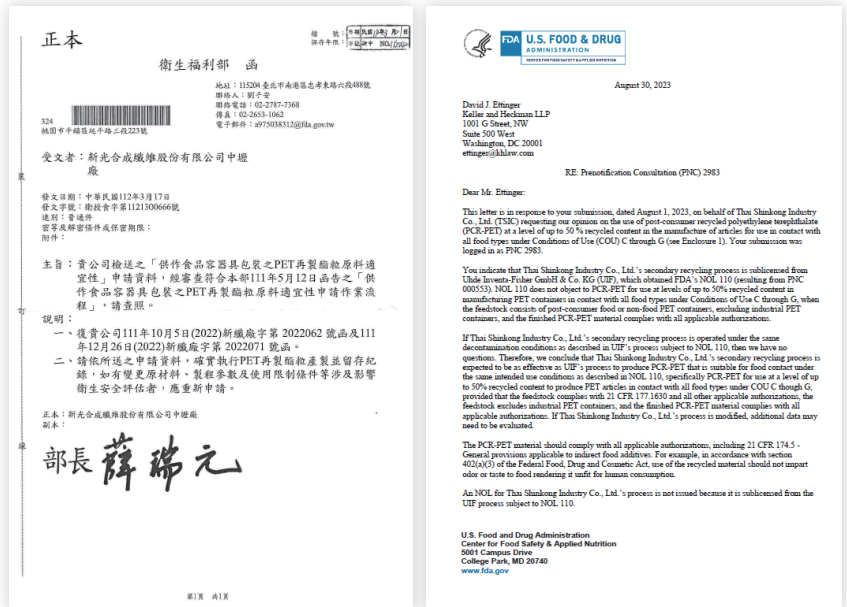 正本
檔 號:
保存年限:
衛生福利部 函
地址:115204 臺北市南港區忠孝東路六段488號
聯絡人:劉子安
聯絡電話:02-2787-7368
傳真:02-2653-1062
電子郵件:a975038312@fda.gov.tw
324
桃園市平鎮區延平路二段223號
受文者:新光合成纖維股份有限公司中壢
廠
發文日期:中華民國112年3月17日
發文字號:衛授食字第1121300666號
速別:普通件
密等及解密條件或保密期限:
附件:
主旨:貴公司檢送之「供作食品容器具包裝之PET再製酯粒原料適
宜性」申請資料,經審查符合本部111年5月12日函告之「供
作食品容器具包裝之PET再製酯粒原料適宜性申請作業流
程」,請查照。
說明:
一、復貴公司111年10月5日(2022)新纖廠字第 2022062 號函及111
年12月26日(2022)新纖廠字第 2022071 號函。
二、請依所送之申請資料,確實執行PET再製酯粒產製並留存紀
錄,如有變更原材料、製程參數及使用限制條件等涉及影響
衛生安全評估者,應重新申請。
正本:新光合成纖維股份有限公司中壢廠
副本:
部長 薛瑞元
裝
訂
線
第1頁 共1頁
FDA U.S. FOOD & DRUG
ADMINISTRATION
CENTER FOR FOOD SAFETY & APPLIED NUTRITION
August 30, 2023
David J. Ettinger
Keller and Heckman LLP
1001 G Street, NW
Suite 500 West
Washington, DC 20001
ettinger@khlaw.com
RE: Prenotification Consultation (PNC) 2983
Dear Mr. Ettinger:
This letter is in response to your submission, dated August 1, 2023, on behalf of Thai Shinkong Industry
Co., Ltd. (TSIC) requesting our opinion on the use of post-consumer recycled polyethylene terephthalate
(PCR-PET) at a level of up to 50 % recycled content in the manufacture of articles for use in contact with
all food types under Conditions of Use (COU) C through G (see Enclosure 1). Your submission was
logged in as PNC 2983.
You indicate that Thai Shinkong Industry Co., Ltd.'s secondary recycling process is sublicensed from
Uhde Inventa-Fisher GmbH & Co. KG (UIF), which obtained FDA's NOL 110 (resulting from PNC
000553). NOL 110 does not object to PCR-PET for use at levels of up to 50% recycled content in
manufacturing PET containers in contact with all food types under Conditions of Use C through G, when
the feedstock consists of post-consumer food or non-food PET containers, excluding industrial PET
containers, and the finished PCR-PET material complies with all applicable authorizations.
If Thai Shinkong Industry Co., Ltd.'s secondary recycling process is operated under the same
decontamination conditions as described in UIF's process subject to NOL 110, then we have no
questions. Therefore, we conclude that Thai Shinkong Industry Co., Ltd.'s secondary recycling process is
expected to be as effective as UIF's process to produce PCR-PET that is suitable for food contact under
the same intended use conditions as described in NOL 110, specifically PCR-PET for use at a level of up
to 50% recycled content to produce PET articles in contact with all food types under COU C though G,
provided that the feedstock complies with 21 CFR 177.1630 and all other applicable authorizations, the
feedstock excludes industrial PET containers, and the finished PCR-PET material complies with all
applicable authorizations. If Thai Shinkong Industry Co., Ltd.'s process is modified, additional data may
need to be evaluated.
The PCR-PET material should comply with all applicable authorizations, including 21 CFR 174.5 -
General provisions applicable to indirect food additives. For example, in accordance with section
402(a)(3) of the Federal Food, Drug and Cosmetic Act, use of the recycled material should not impart
odor or taste to food rendering it unfit for human consumption.
An NOL for Thai Shinkong Industry Co., Ltd.'s process is not issued because it is sublicensed from the
UIF process subject to NOL 110.
U.S. Food and Drug Administration
Center for Food Safety & Applied Nutrition
5001 Campus Drive
College Park, MD 20740
www.fda.gov